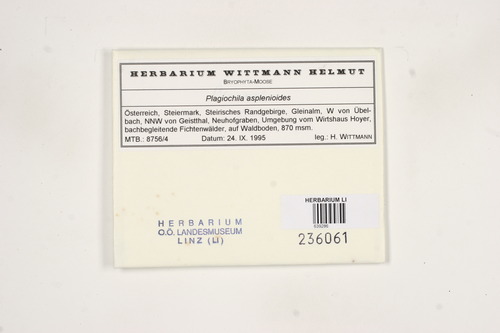 HERBARIUM WITTMANN HELMUT
BRYOPHYTA-MOOSE
Plagiochila asplenioides
Österreich, Steiermark, Steirisches Randgebirge, Gleinalm, W von Übel-
bach, NNW von Geistthal, Neuhofgraben, Umgebung vom Wirtshaus Hoyer,
bachbegleitende Fichtenwälder, auf Waldboden, 870 msm.
MTB.: 8756/4 Datum: 24. IX. 1995 leg.: H. WITTMANN
HERBARIUM LI
HERBARIUM
O.Ö. LANDESMUSEUM
LINZ (LI)
236061